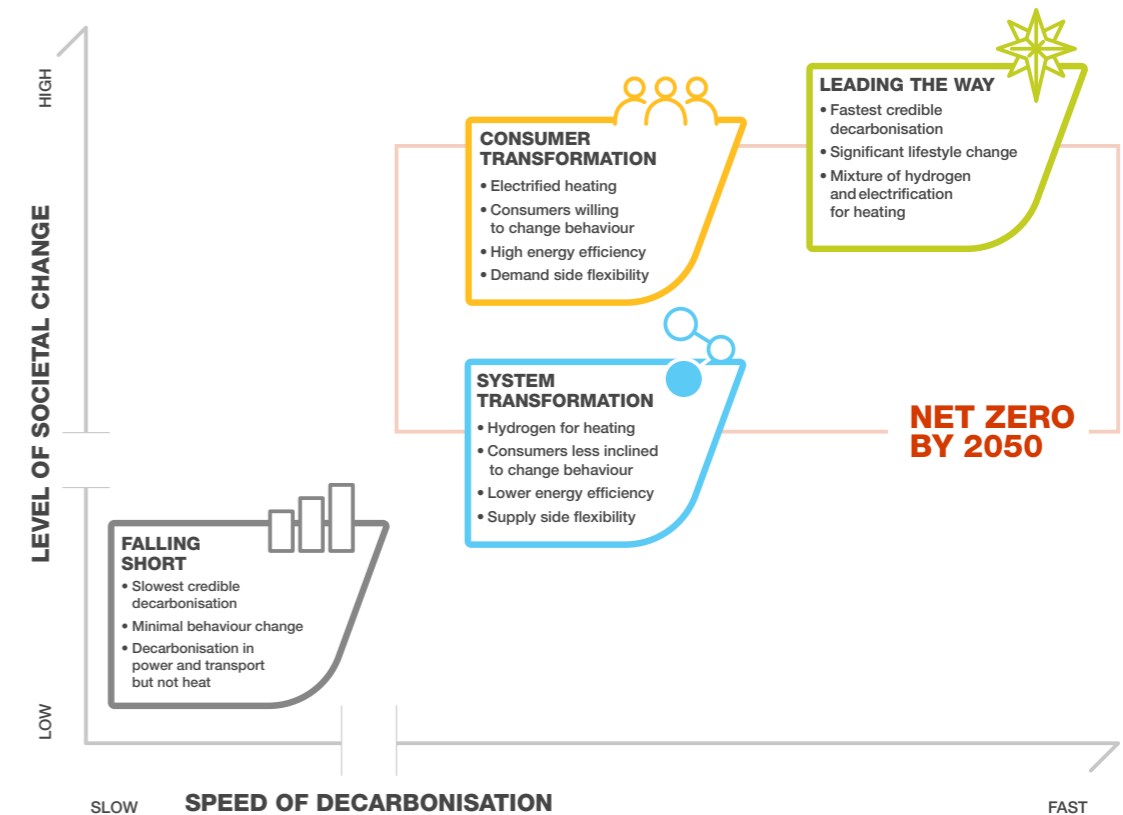 HIGH
LEVEL OF SOCIETAL CHANGE
LOW
LEADING THE WAY
• Fastest credible
decarbonisation
• Significant lifestyle change
• Mixture of hydrogen
and electrification
for heating
CONSUMER
TRANSFORMATION
• Electrified heating
• Consumers willing
to change behaviour
• High energy efficiency
• Demand side flexibility
SYSTEM
TRANSFORMATION
• Hydrogen for heating
• Consumers less inclined
to change behaviour
• Lower energy efficiency
• Supply side flexibility
NET ZERO
BY 2050
FALLING
SHORT
• Slowest credible
decarbonisation
• Minimal behaviour change
• Decarbonisation in
power and transport
but not heat
SLOW
SPEED OF DECARBONISATION
FAST